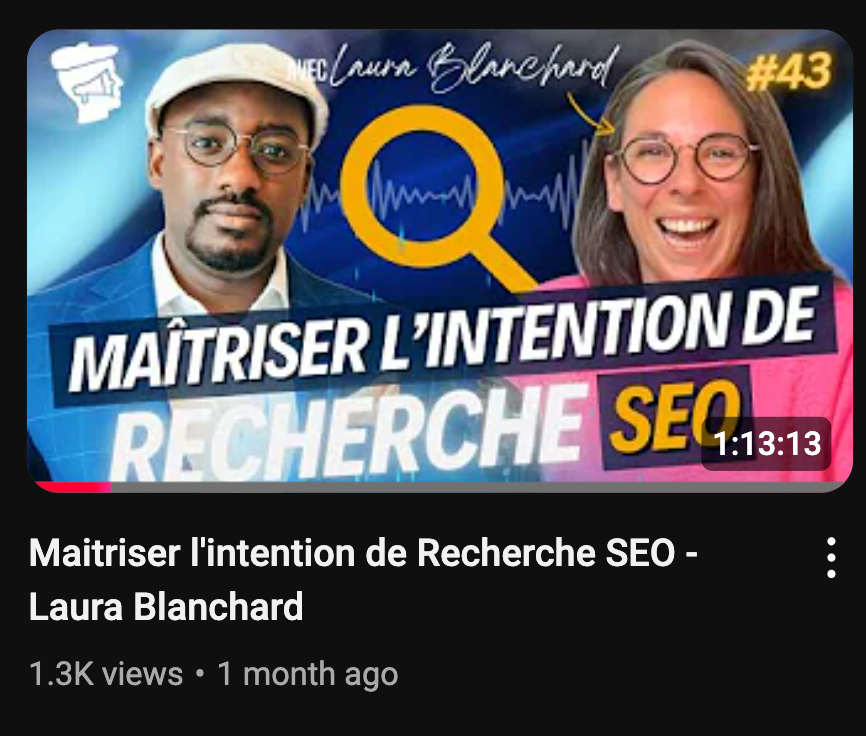 AVEC Laura Blanchard
#43
MAÎTRISER L'INTENTION DE
RECHERCHE SEO
1:13:13
Maitriser l'intention de Recherche SEO -
Laura Blanchard
1.3K views • 1 month ago